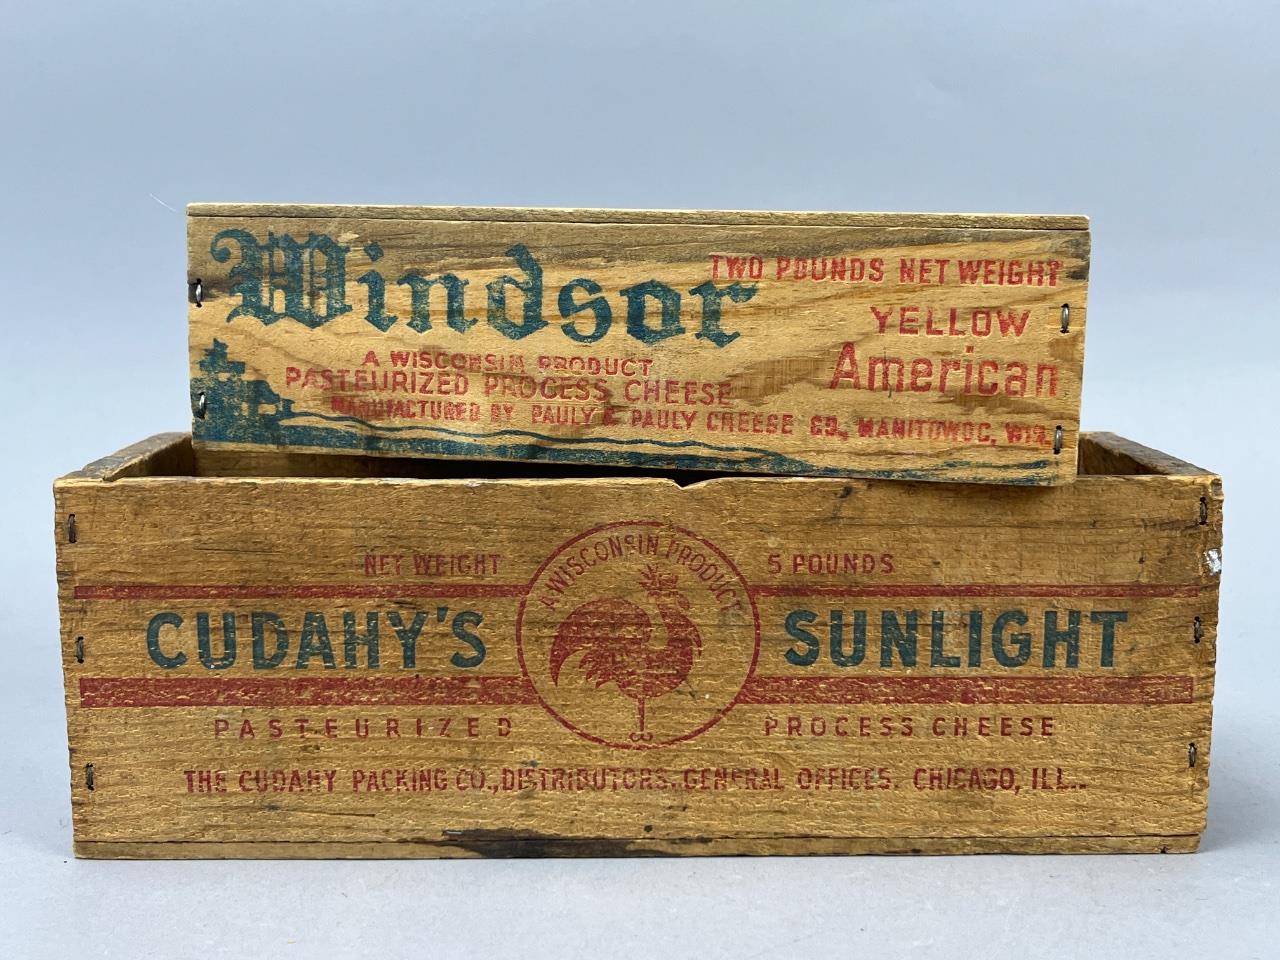 Windsor
TWO POUNDS NET WEIGHT
YELLOW
American
A WISCONSIN PRODUCT
PASTEURIZED PROCESS CHEESE
MANUFACTURED BY PAULY & PAULY CHEESE CO., MANITOWOC, WIS.
NET WEIGHT 5 POUNDS
A WISCONSIN PRODUCT
CUDAHY'S SUNLIGHT
PASTEURIZED PROCESS CHEESE
THE CUDAHY PACKING CO., DISTRIBUTORS. GENERAL OFFICES. CHICAGO, ILL..